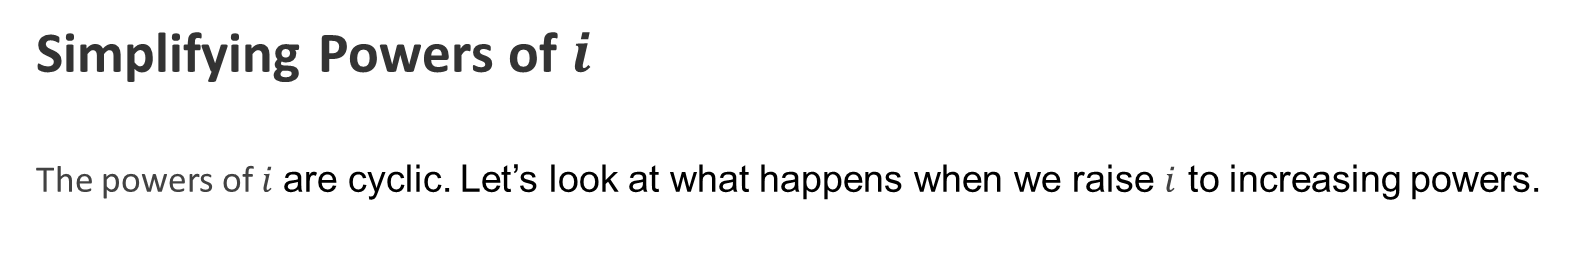 Simplifying Powers of i
The powers of i are cyclic. Let’s look at what happens when we raise i to increasing powers.